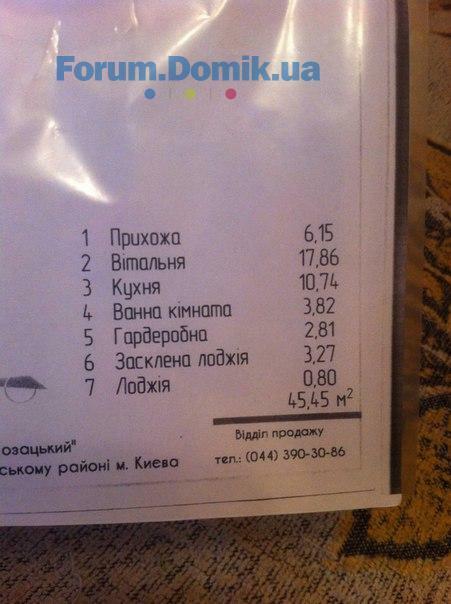 Forum.Domik.ua
1 Прихожа 6,15
2 Вітальня 17,86
3 Кухня 10,74
4 Ванна кімната 3,82
5 Гардеробна 2,81
6 Засклена лоджія 3,27
7 Лоджія 0,80
45,45 м²
Відділ продажу
тел.: (044) 390-30-86
озацький"
ському районі м. Києва